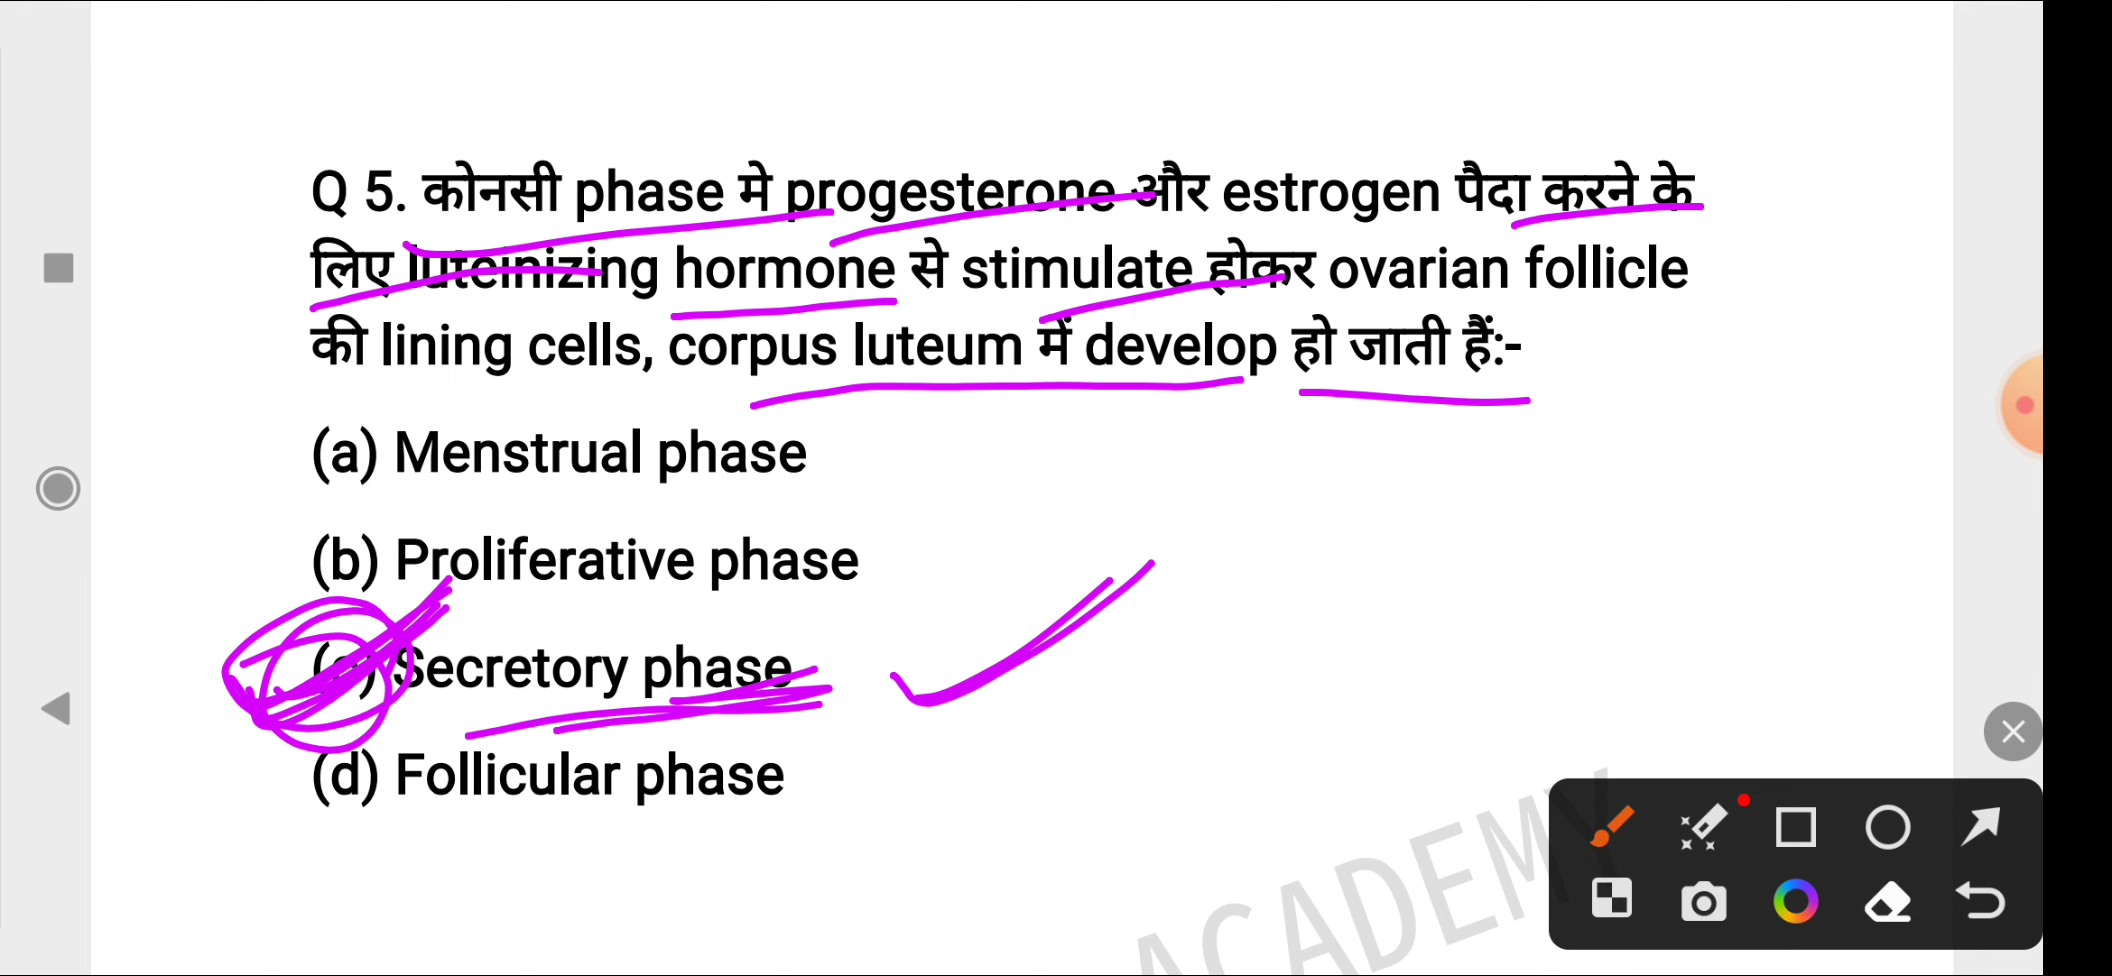 Q 5. कोनसी phase मे progesterone और estrogen पैदा करने के
लिए luteinizing hormone से stimulate होकर ovarian follicle
की lining cells, corpus luteum में develop हो जाती हैं:-
(a) Menstrual phase
(b) Proliferative phase
(c) Secretory phase
(d) Follicular phase
ACADEMY